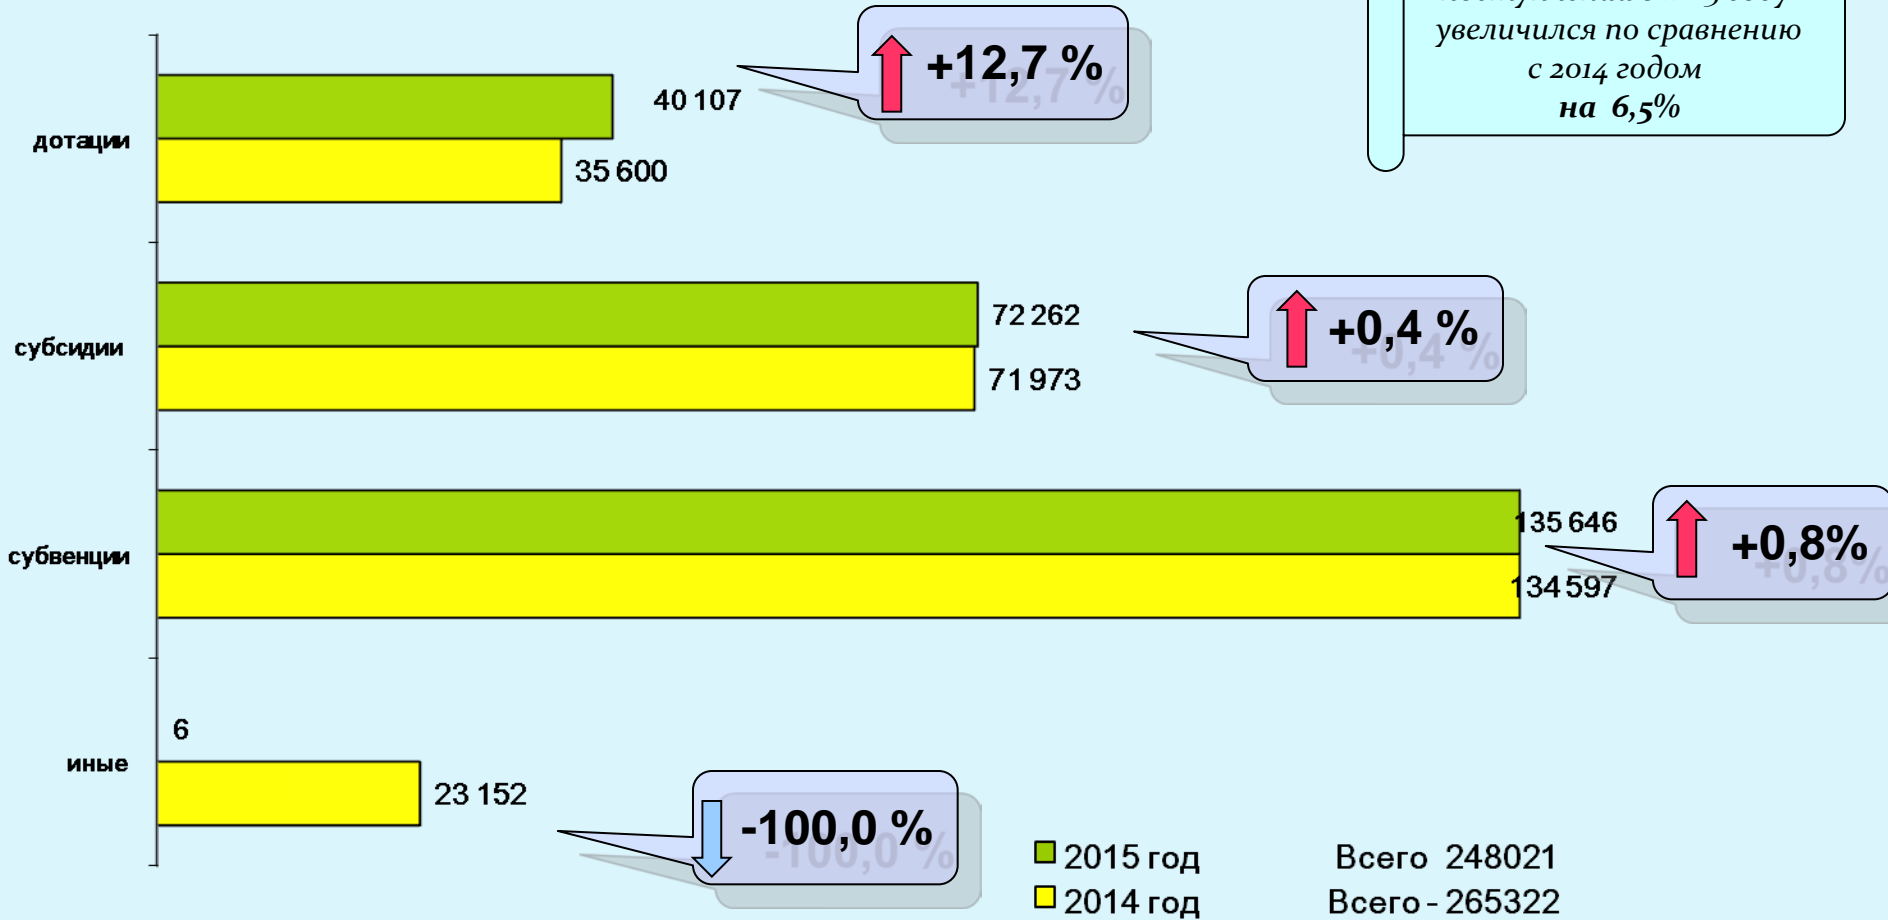 увеличился по сравнению
с 2014 годом
на 6,5%
+12,7 %
дотации
40 107
35 600
субсидии
72 262
71 973
+0,4 %
субвенции
135 646
134 597
+0,8%
иные
6
23 152
-100,0 %
2015 год Всего 248021
2014 год Всего - 265322